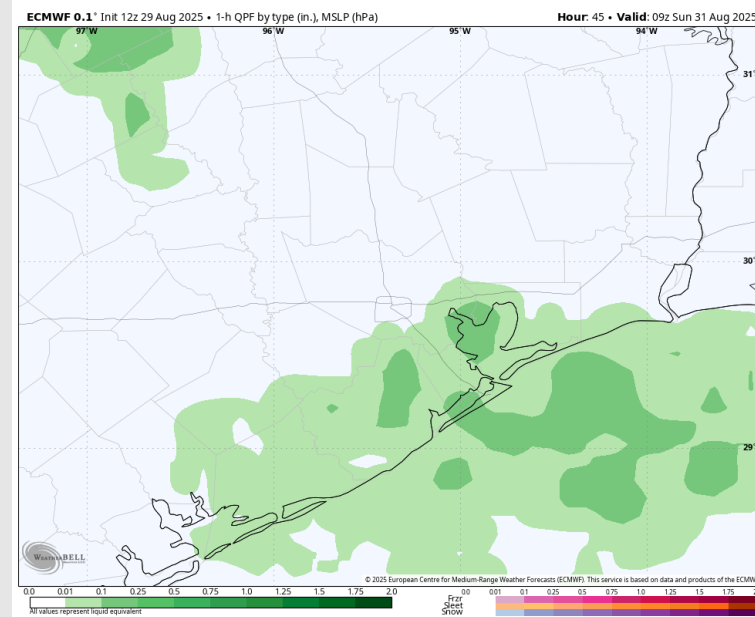 ECMWF 0.1° Init 12z 29 Aug 2025 • 1-h QPF by type (in.), MSLP (hPa)
Hour: 45 • Valid: 09z Sun 31 Aug 2025
97°W 96°W 95°W 94°W
31°
30°
29°
WEATHERBELL
© 2025 European Centre for Medium-Range Weather Forecasts (ECMWF). This service is based on data and products of the ECMW
0.0 0.01 0.1 0.25 0.5 0.75 1.0 1.25 1.5 1.75 2.0
All values represent liquid equivalent
0.0 0.01 0.1 0.25 0.5 0.75 1.0 1.25 1.5 1.75
Frzr
Sleet
Snow